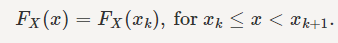 F_X(x) = F_X(x_k), for x_k ≤ x < x_{k+1}.